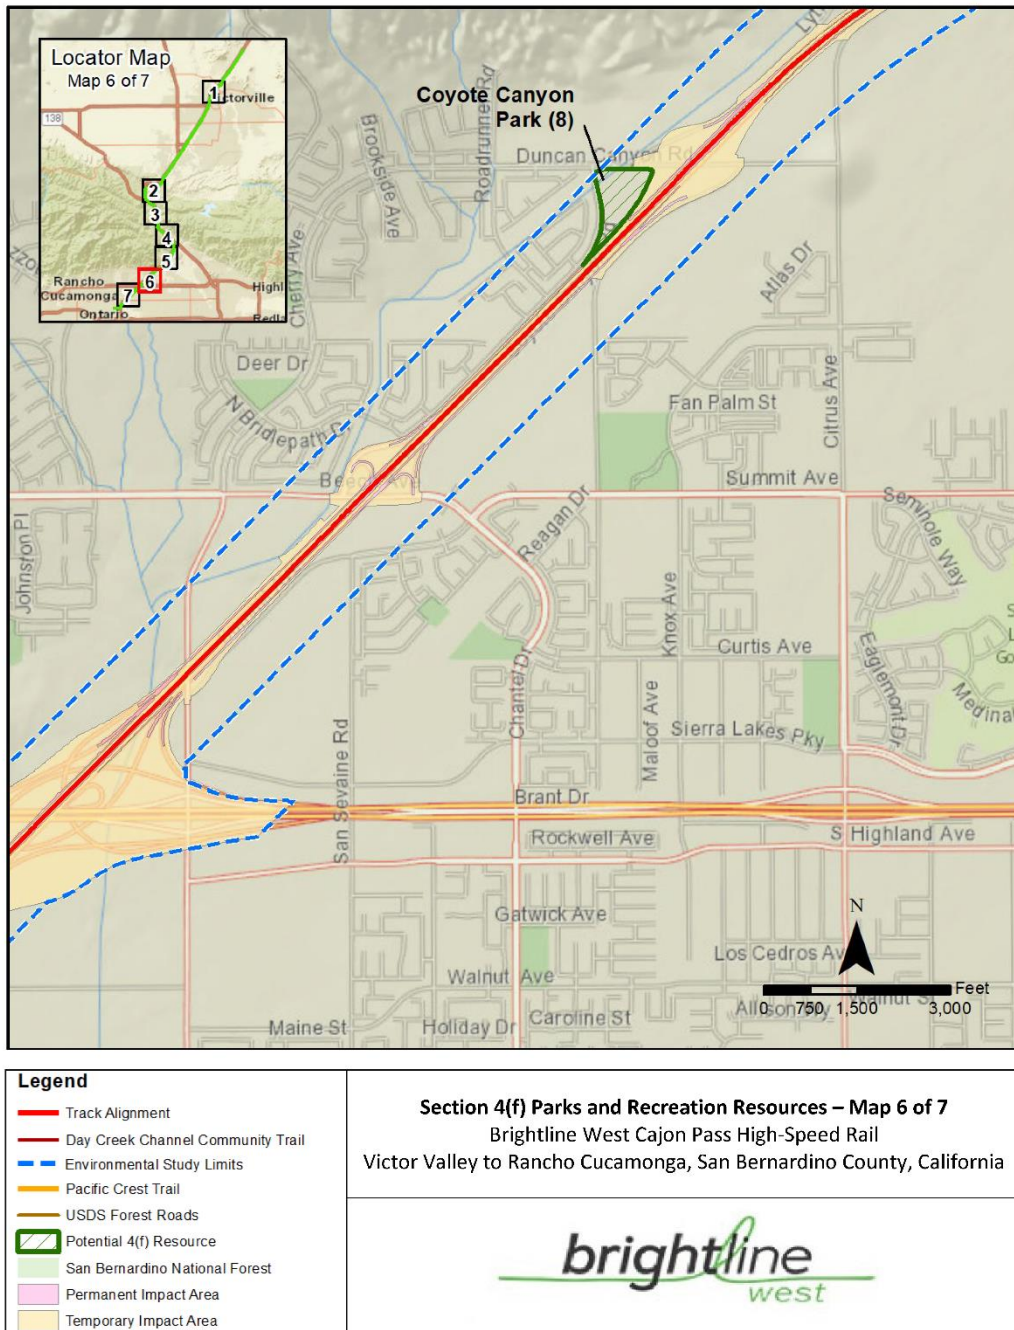 Locator Map
Map 6 of 7
1
ictorville
138
2
3
4
5
6
7
Rancho
Cucamonga
Ontario
Highl
Redla
Coyote Canyon
Park (8)
Duncan Canyon Rd
Roadrunner Rd
Brookside Ave
Cherry Ave
Lyt
Atlas Dr
Deer Dr
N Bridlepath Dr
Fan Palm St
Citrus Ave
Summit Ave
Beech Ave
Johnston Pl
Reagan Dr
Seminole Way
Knox Ave
Curtis Ave
Eaglemont Dr
Medinal
S
L
Go
Chantel Dr
Maloof Ave
Sierra Lakes Pky
San Sevaine Rd
Brant Dr
Rockwell Ave
S Highland Ave
Gatwick Ave
Los Cedros Av
N
Walnut Ave
Walnut St
Feet
0 750 1,500 3,000
Maine St
Holiday Dr
Caroline St
Legend
Track Alignment
Day Creek Channel Community Trail
Environmental Study Limits
Pacific Crest Trail
USDS Forest Roads
Potential 4(f) Resource
San Bernardino National Forest
Permanent Impact Area
Temporary Impact Area
Section 4(f) Parks and Recreation Resources – Map 6 of 7
Brightline West Cajon Pass High-Speed Rail
Victor Valley to Rancho Cucamonga, San Bernardino County, California
brightline
west